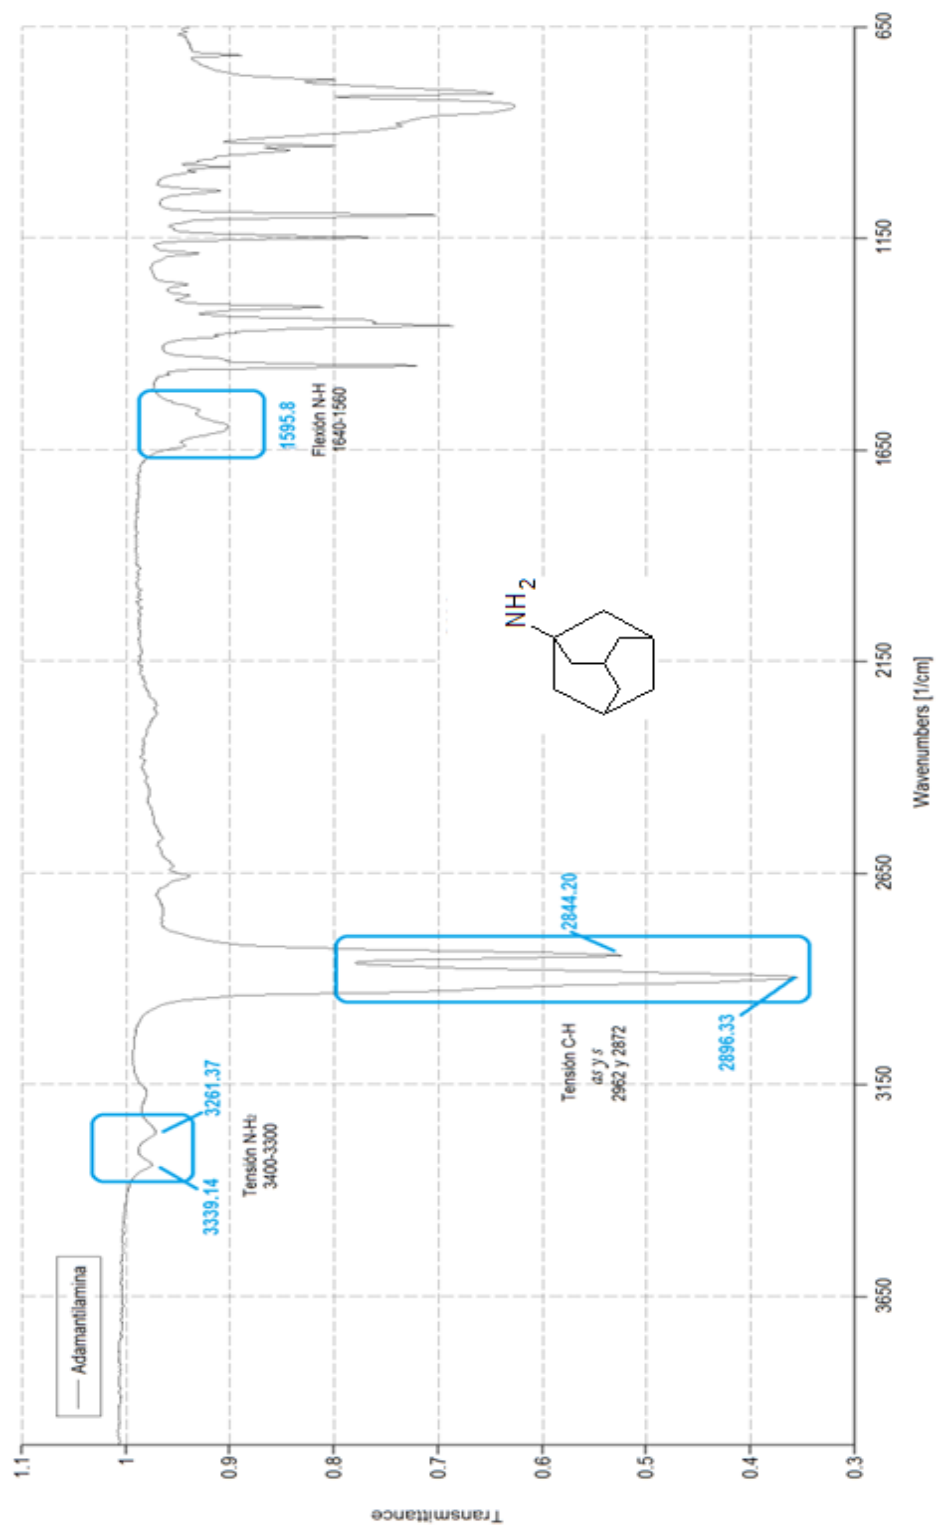 Adamantilamina
1.1
1
0.9
0.8
0.7
0.6
0.5
0.4
0.3
Transmittance
3339.14
3261.37
Tensión N-H2
3400-3300
Tensión C-H
as y s
2962 y 2872
2896.33
2844.20
NH2
1595.8
Flexión N-H
1640-1560
3650
3150
2650
2150
1650
1150
650
Wavenumbers [1/cm]